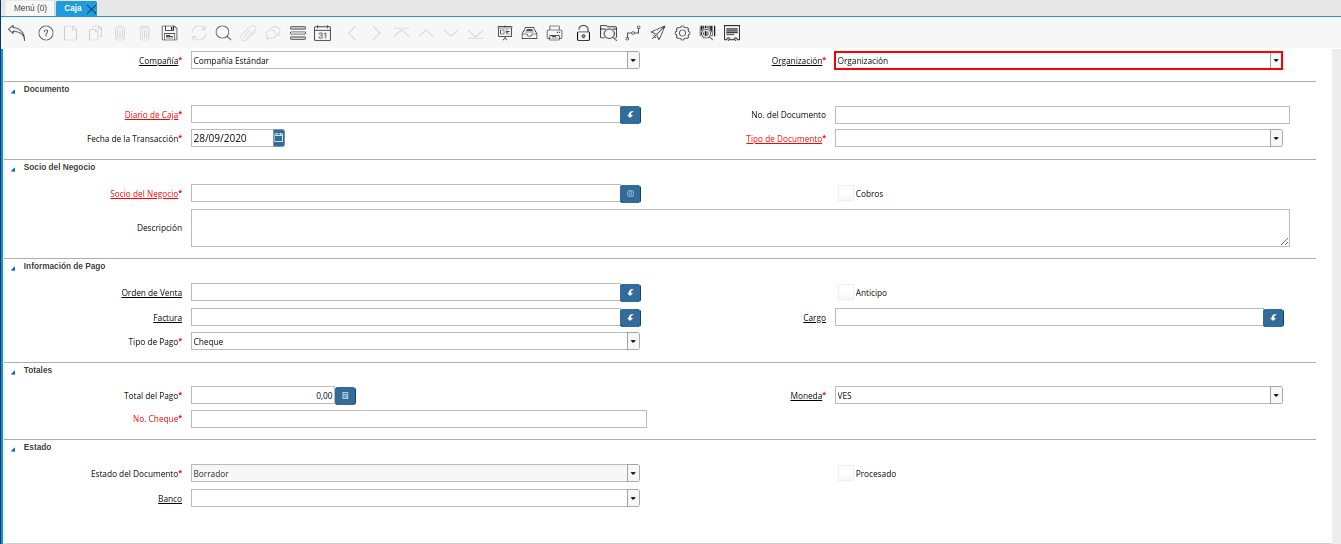 Menú (0) Caja
31
Compañía* Compañía Estándar Organización* Organización
Documento
Diario de Caja* No. del Documento
Fecha de la Transacción* 28/09/2020 Tipo de Documento*
Socio del Negocio
Socio del Negocio* Cobros
Descripción
Información de Pago
Orden de Venta Anticipo
Factura Cargo
Tipo de Pago* Cheque
Totales
Total del Pago* 0,00 Moneda* VES
No. Cheque*
Estado
Estado del Documento* Borrador Procesado
Banco